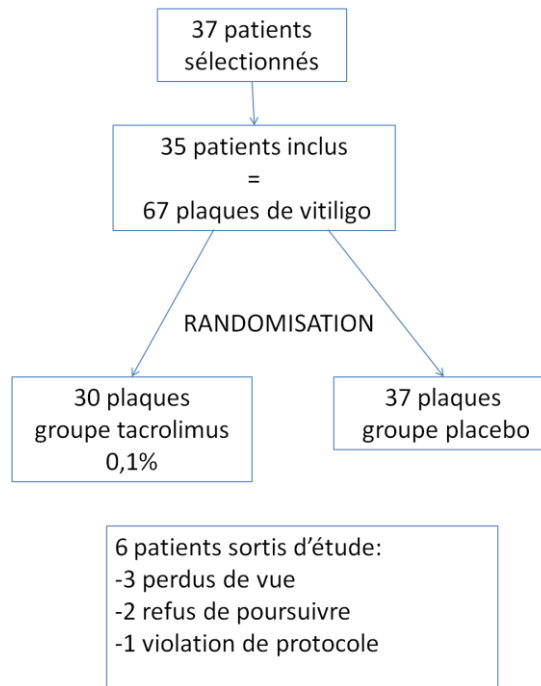 37 patients
sélectionnés
35 patients inclus
=
67 plaques de vitiligo
RANDOMISATION
30 plaques
groupe tacrolimus
0,1%
37 plaques
groupe placebo
6 patients sortis d’étude:
-3 perdus de vue
-2 refus de poursuivre
-1 violation de protocole